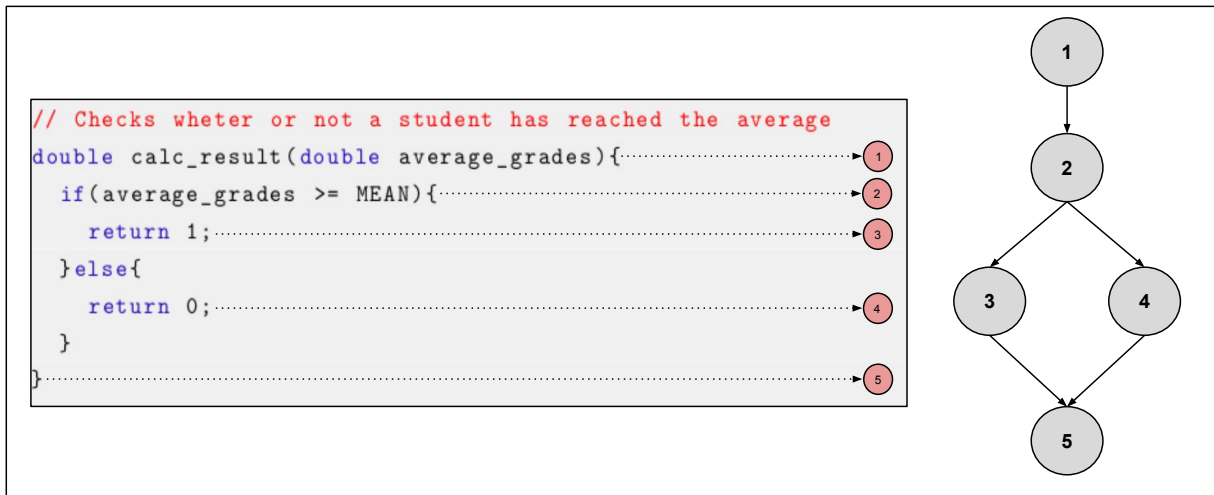 // Checks wheter or not a student has reached the average
double calc_result(double average_grades){ 1
if(average_grades >= MEAN){ 2
return 1; 3
}else{
return 0; 4
}
} 5
1
2
3 4
5